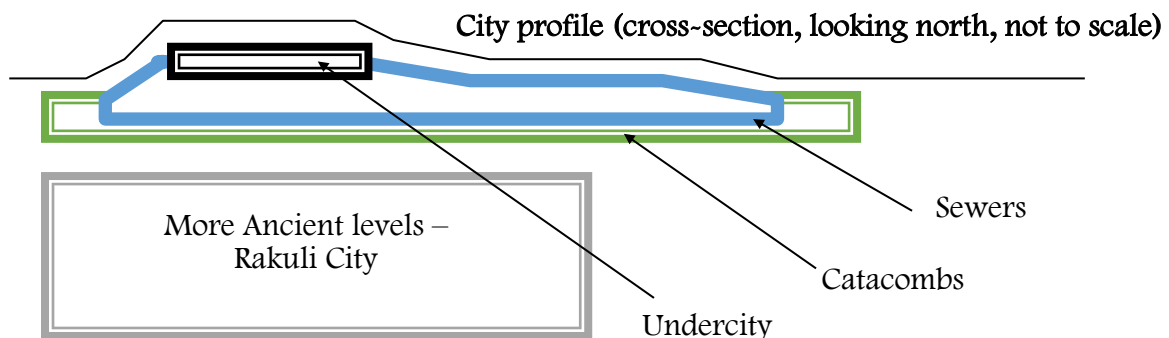 City profile (cross-section, looking north, not to scale)
More Ancient levels –
Rakuli City
Sewers
Catacombs
Undercity